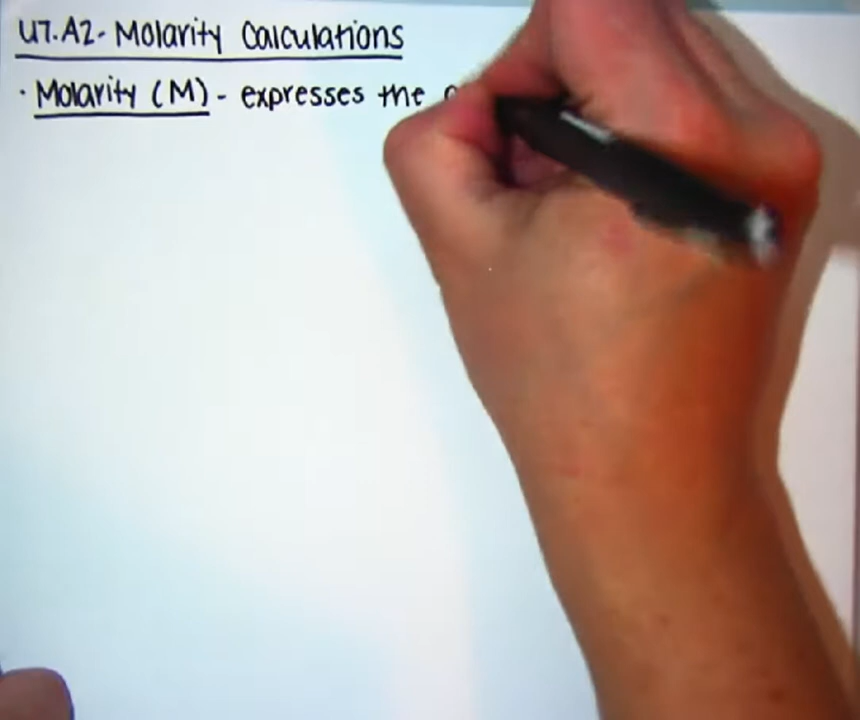 U7.A2- Molarity Calculations
· Molarity (M) - expresses the